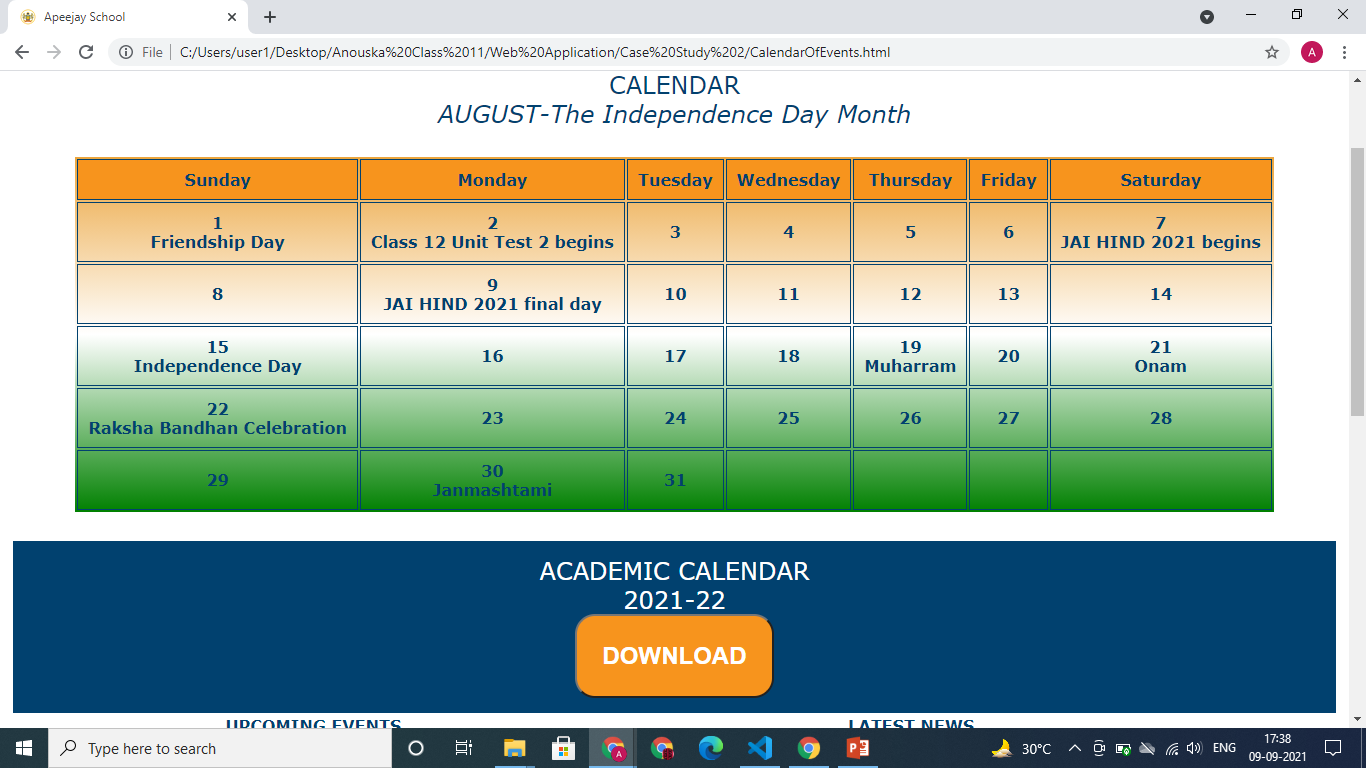 Apeejay School
File
C:/Users/user1/Desktop/Anouska%20Class%2011/Web%20Application/Case%20Study%202/CalendarOfEvents.html
A
CALENDAR
AUGUST-The Independence Day Month
Sunday Monday Tuesday Wednesday Thursday Friday Saturday
1
Friendship Day
2
Class 12 Unit Test 2 begins
3
4
5
6
7
JAI HIND 2021 begins
8
9
JAI HIND 2021 final day
10
11
12
13
14
15
Independence Day
16
17
18
19
Muharram
20
21
Onam
22
Raksha Bandhan Celebration
23
24
25
26
27
28
29
30
Janmashtami
31
ACADEMIC CALENDAR
2021-22
DOWNLOAD
UPCOMING EVENTS
LATEST NEWS
Type here to search
A
30°C
ENG
17:38
09-09-2021